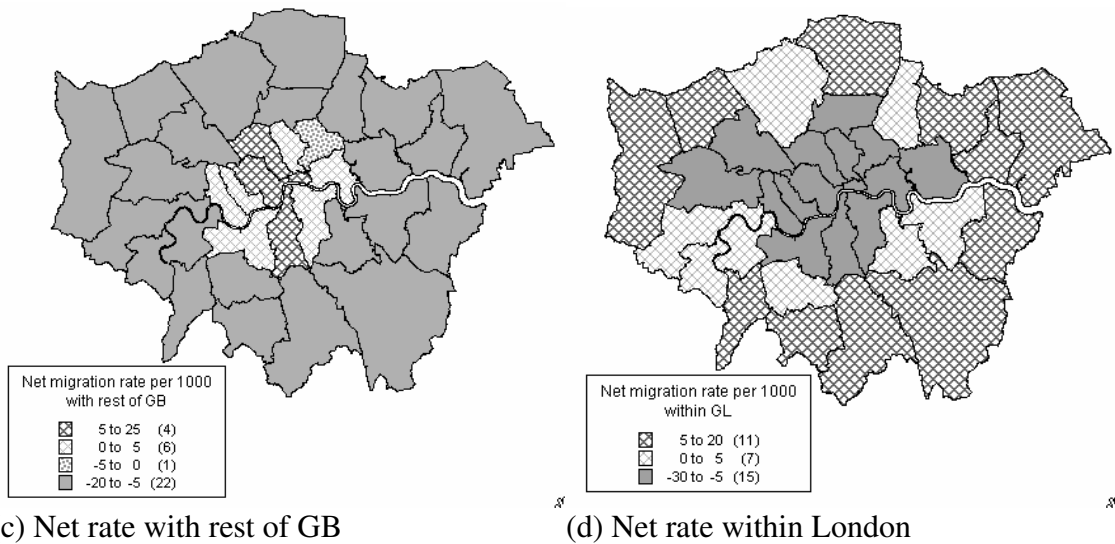 Net migration rate per 1000
with rest of GB
5 to 25 (4)
0 to 5 (6)
-5 to 0 (1)
-20 to -5 (22)
Net migration rate per 1000
within GL
5 to 20 (11)
0 to 5 (7)
-30 to -5 (15)
c) Net rate with rest of GB
(d) Net rate within London